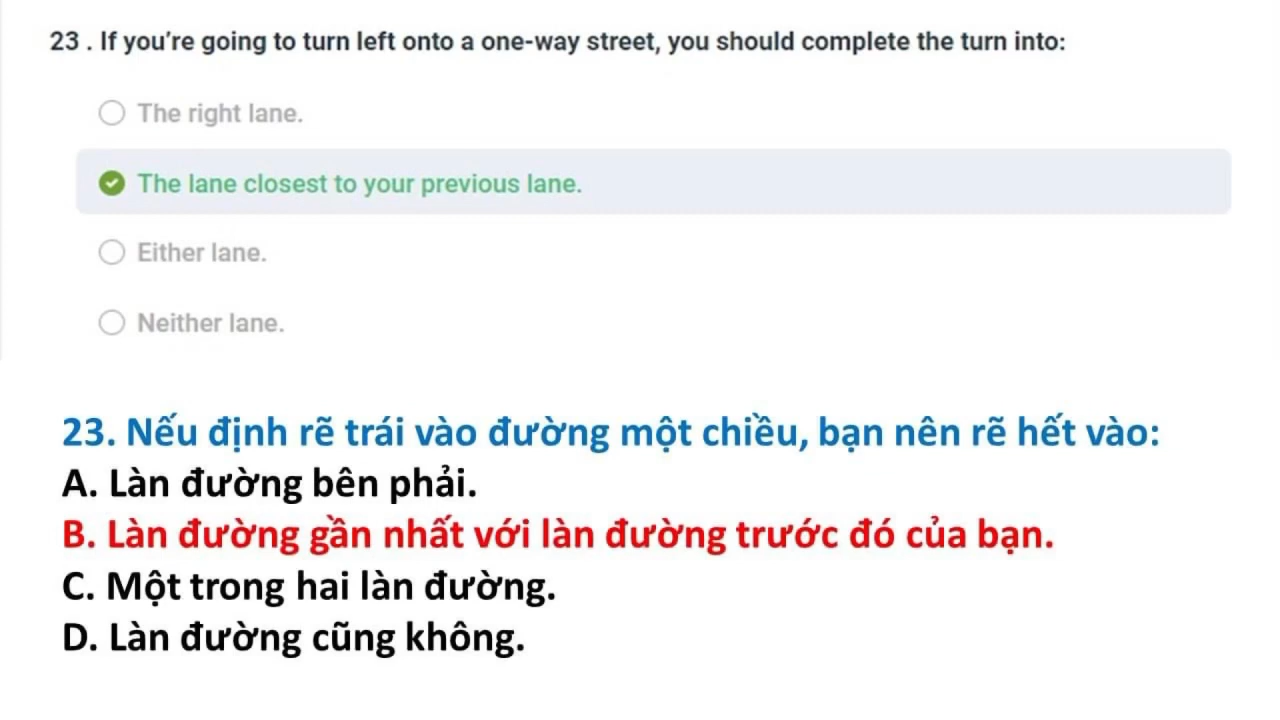 23 . If you’re going to turn left onto a one-way street, you should complete the turn into:
The right lane.
The lane closest to your previous lane.
Either lane.
Neither lane.
23. Nếu định rẽ trái vào đường một chiều, bạn nên rẽ hết vào:
A. Làn đường bên phải.
B. Làn đường gần nhất với làn đường trước đó của bạn.
C. Một trong hai làn đường.
D. Làn đường cũng không.